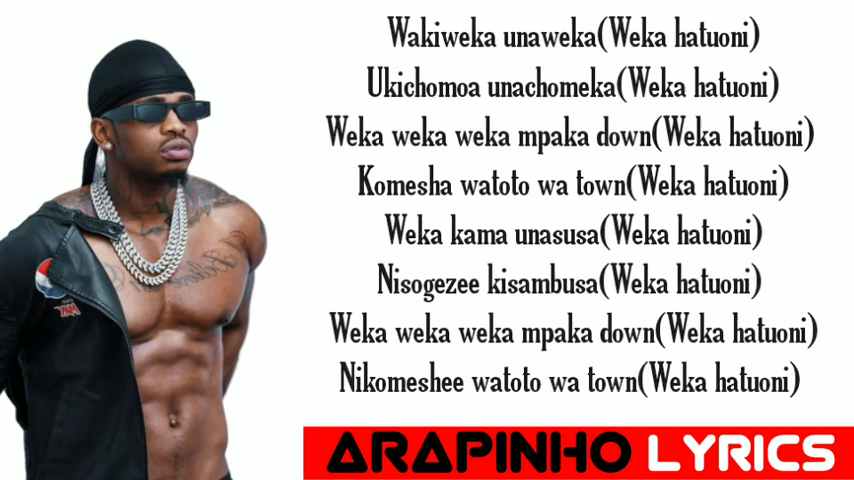 Wakiweka unaweka(Weka hatuoni)
Ukichomoa unachomeka(Weka hatuoni)
Weka weka weka mpaka down(Weka hatuoni)
Komesha watoto wa town(Weka hatuoni)
Weka kama unasusa(Weka hatuoni)
Nisogezee kisambusa(Weka hatuoni)
Weka weka weka mpaka down(Weka hatuoni)
Nikomeshee watoto wa town(Weka hatuoni)
ARAPINHO LYRICS